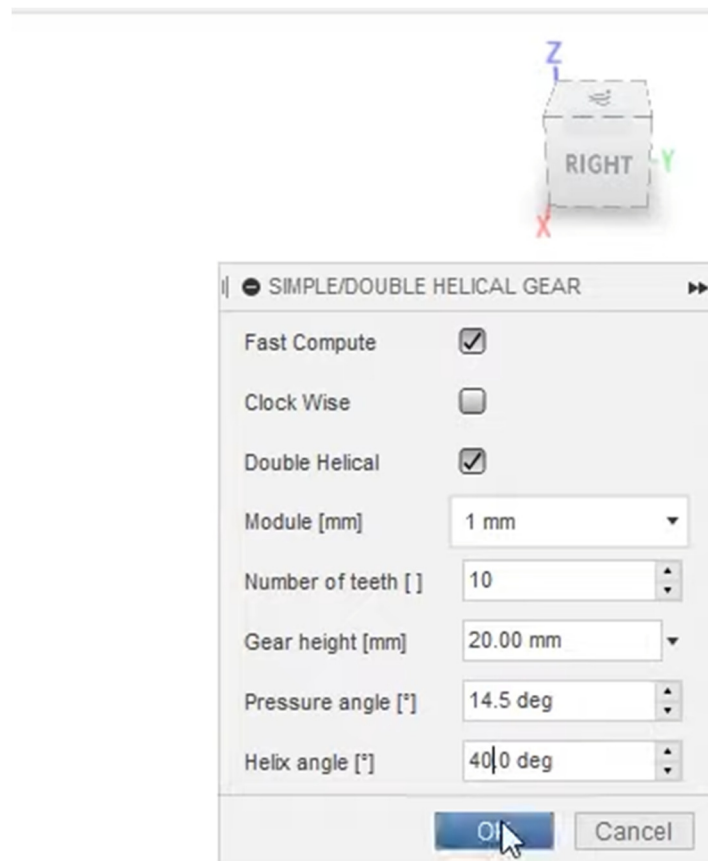 Z
RIGHT
Y
X
SIMPLE/DOUBLE HELICAL GEAR
Fast Compute
Clock Wise
Double Helical
Module [mm] 1 mm
Number of teeth [ ] 10
Gear height [mm] 20.00 mm
Pressure angle [°] 14.5 deg
Helix angle [°] 40.0 deg
OK Cancel